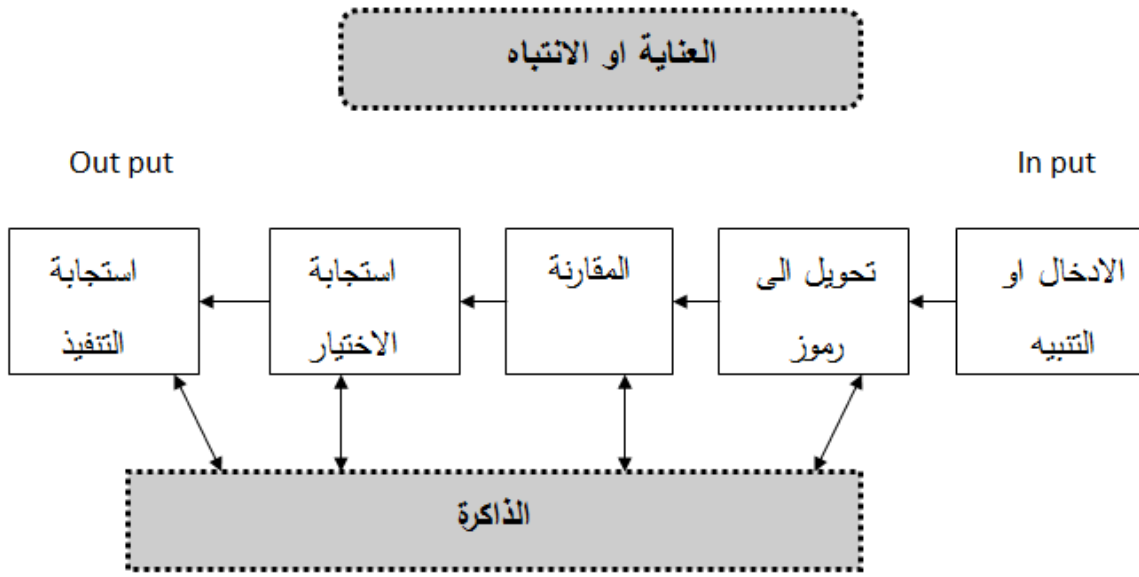 العناية او الانتباه
In put
Out put
الادخال او
التنبيه
تحويل الى
رموز
المقارنة
استجابة
الاختيار
استجابة
التنفيذ
الذاكرة